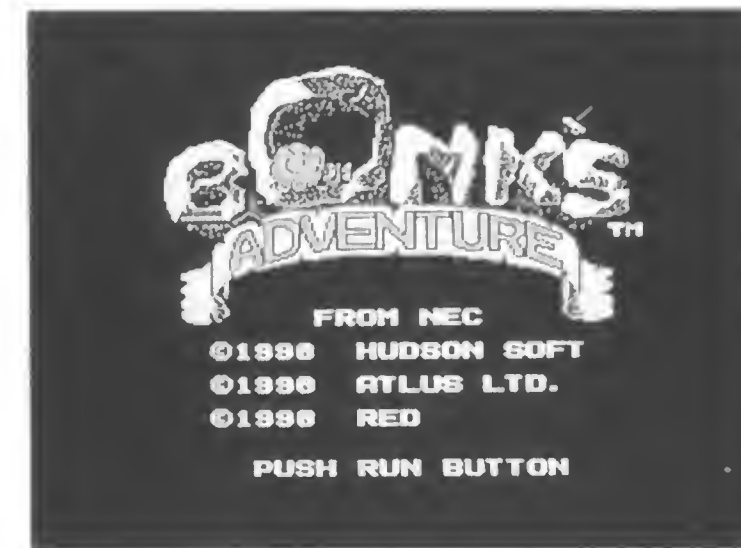 BONK'S
ADVENTURE
TM
FROM NEC
©1990 HUDSON SOFT
©1990 ATLUS LTD.
©1990 RED
PUSH RUN BUTTON